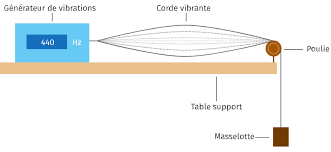 Générateur de vibrations
Corde vibrante
440 Hz
Poulie
Table support
Masselotte